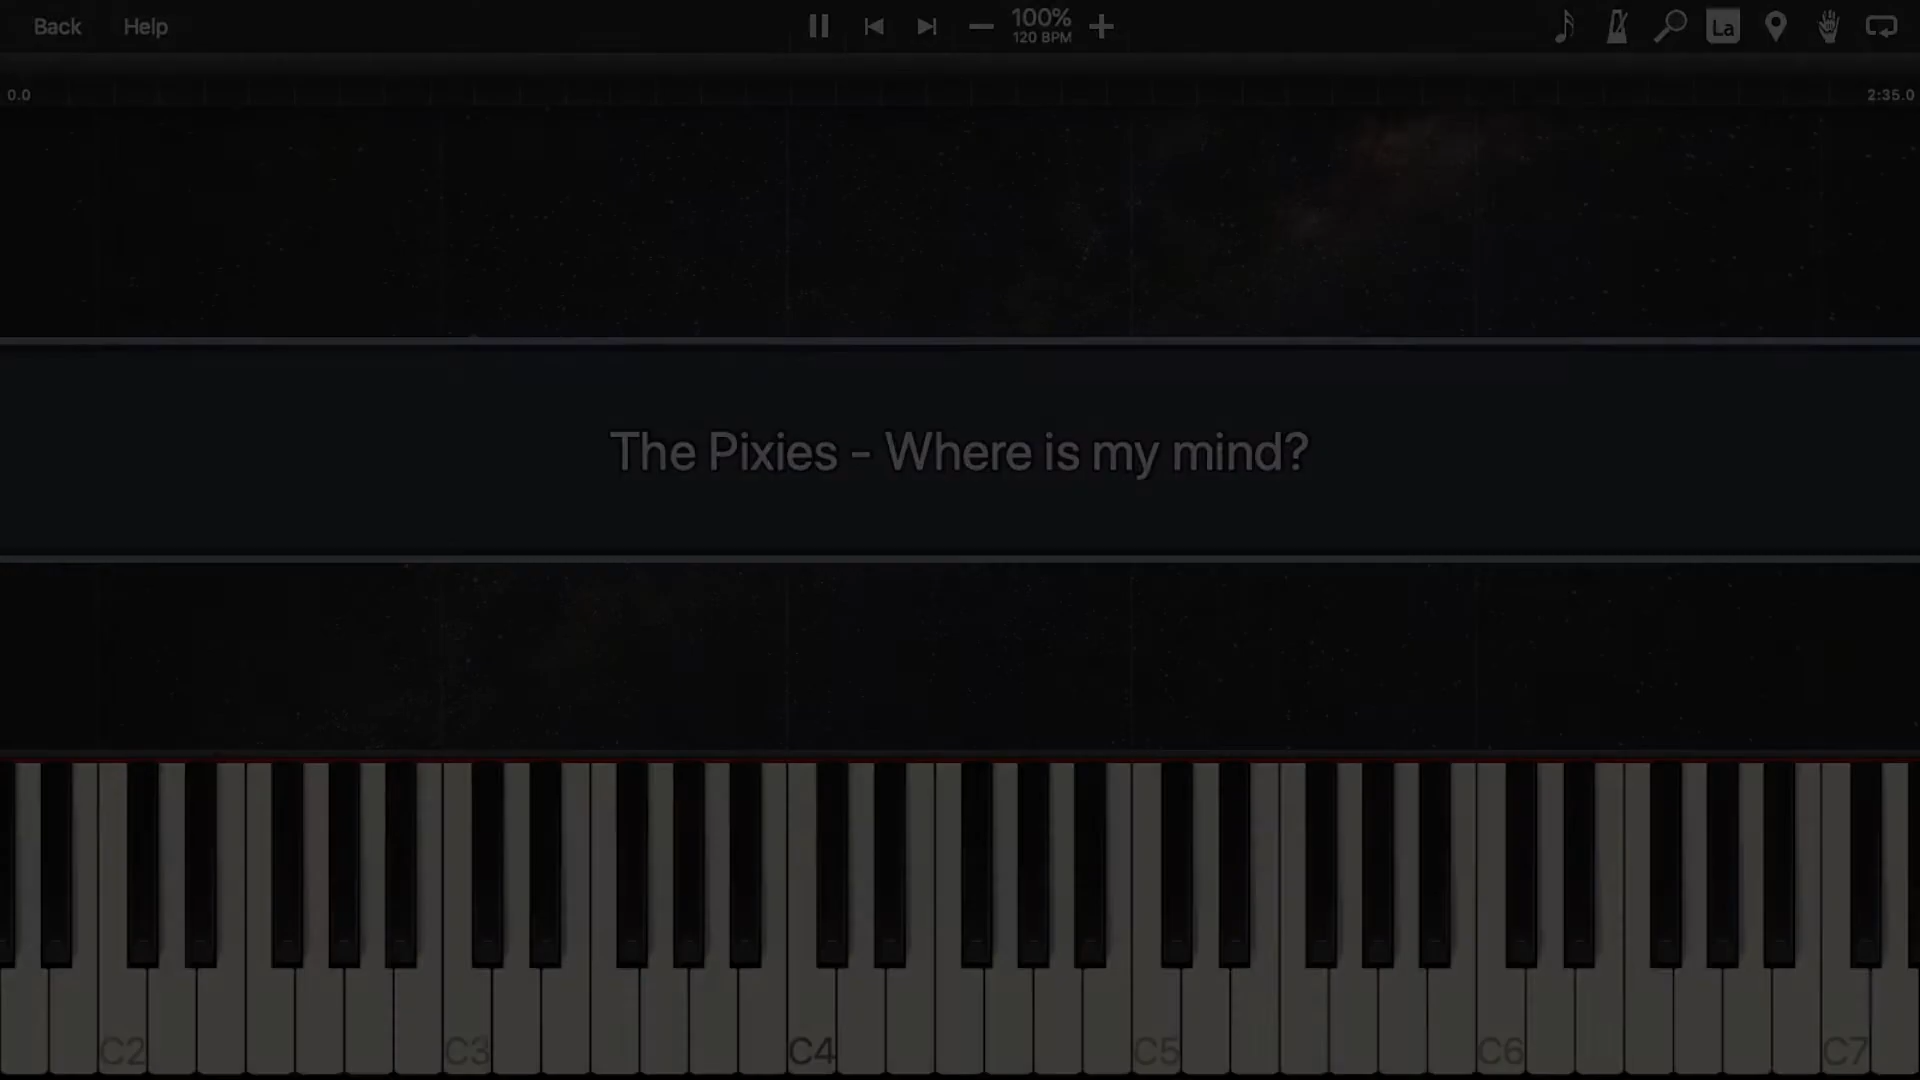 Back Help 100% La
120 BPM
0.0 2:35.0
The Pixies - Where is my mind?
C2 C3 C4 C5 C6 C7